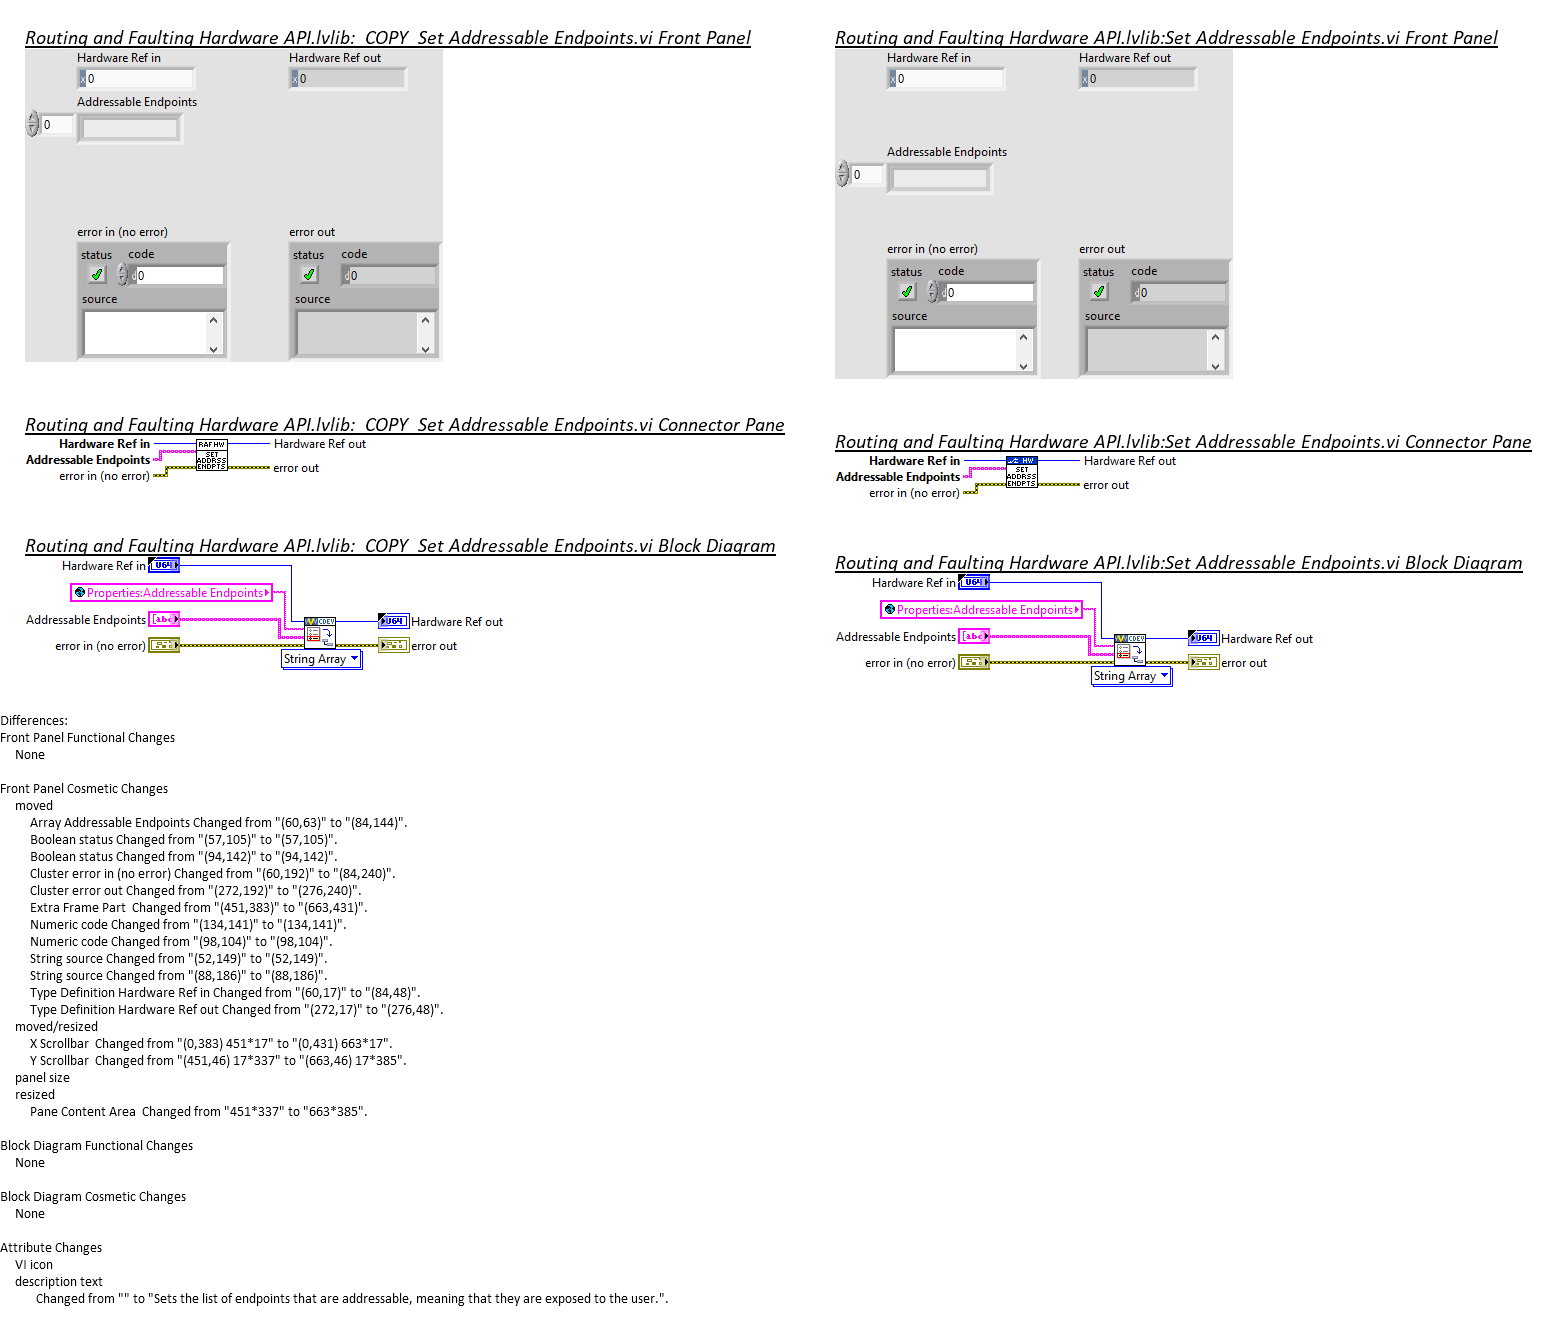 Routing and Faulting Hardware API.lvlib:  COPY  Set Addressable Endpoints.vi Front Panel
Hardware Ref in
Hardware Ref out
x 0
x 0
Addressable Endpoints
0
error in (no error)
error out
status
code
status
code
d 0
d 0
source
source
Routing and Faulting Hardware API.lvlib:Set Addressable Endpoints.vi Front Panel
Hardware Ref in
Hardware Ref out
x 0
x 0
Addressable Endpoints
0
error in (no error)
error out
status
code
status
code
d 0
d 0
source
source
Routing and Faulting Hardware API.lvlib:  COPY  Set Addressable Endpoints.vi Connector Pane
Hardware Ref in
Addressable Endpoints
error in (no error)
RAF HW
SET
ADDRSS
ENDPTS
Hardware Ref out
error out
Routing and Faulting Hardware API.lvlib:Set Addressable Endpoints.vi Connector Pane
Hardware Ref in
Addressable Endpoints
error in (no error)
HW
SET
ADDRSS
ENDPTS
Hardware Ref out
error out
Routing and Faulting Hardware API.lvlib:  COPY  Set Addressable Endpoints.vi Block Diagram
Hardware Ref in
U64
Properties:Addressable Endpoints
Addressable Endpoints
abc
error in (no error)
CDEV
String Array
U64
Hardware Ref out
error out
Routing and Faulting Hardware API.lvlib:Set Addressable Endpoints.vi Block Diagram
Hardware Ref in
U64
Properties:Addressable Endpoints
Addressable Endpoints
abc
error in (no error)
CDEV
String Array
U64
Hardware Ref out
error out
Differences:
Front Panel Functional Changes
None
Front Panel Cosmetic Changes
moved
Array Addressable Endpoints Changed from "(60,63)" to "(84,144)".
Boolean status Changed from "(57,105)" to "(57,105)".
Boolean status Changed from "(94,142)" to "(94,142)".
Cluster error in (no error) Changed from "(60,192)" to "(84,240)".
Cluster error out Changed from "(272,192)" to "(276,240)".
Extra Frame Part  Changed from "(451,383)" to "(663,431)".
Numeric code Changed from "(134,141)" to "(134,141)".
Numeric code Changed from "(98,104)" to "(98,104)".
String source Changed from "(52,149)" to "(52,149)".
String source Changed from "(88,186)" to "(88,186)".
Type Definition Hardware Ref in Changed from "(60,17)" to "(84,48)".
Type Definition Hardware Ref out Changed from "(272,17)" to "(276,48)".
moved/resized
X Scrollbar  Changed from "(0,383) 451*17" to "(0,431) 663*17".
Y Scrollbar  Changed from "(451,46) 17*337" to "(663,46) 17*385".
panel size
resized
Pane Content Area  Changed from "451*337" to "663*385".
Block Diagram Functional Changes
None
Block Diagram Cosmetic Changes
None
Attribute Changes
VI icon
description text
Changed from "" to "Sets the list of endpoints that are addressable, meaning that they are exposed to the user.".